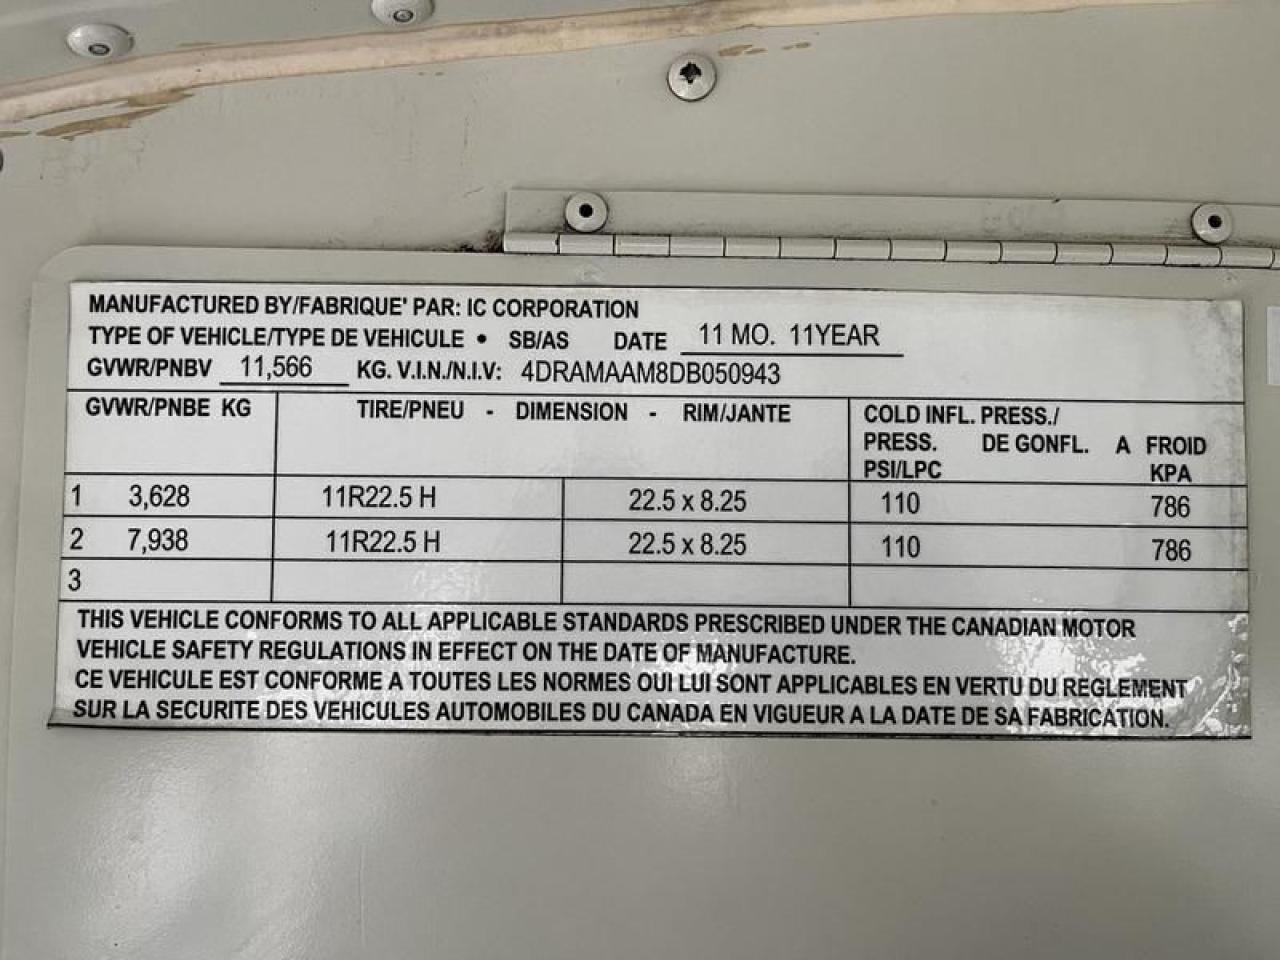 MANUFACTURED BY/FABRIQUE' PAR: IC CORPORATION
TYPE OF VEHICLE/TYPE DE VEHICULE • SB/AS DATE 11 MO. 11YEAR
GVWR/PNBV 11,566 KG. V.I.N./N.I.V: 4DRAMAAM8DB050943
GVWR/PNBE KG TIRE/PNEU - DIMENSION - RIM/JANTE COLD INFL. PRESS./
PRESS. DE GONFL. A FROID
PSI/LPC KPA
1 3,628 11R22.5 H 22.5 x 8.25 110 786
2 7,938 11R22.5 H 22.5 x 8.25 110 786
3
THIS VEHICLE CONFORMS TO ALL APPLICABLE STANDARDS PRESCRIBED UNDER THE CANADIAN MOTOR
VEHICLE SAFETY REGULATIONS IN EFFECT ON THE DATE OF MANUFACTURE.
CE VEHICULE EST CONFORME A TOUTES LES NORMES OUI LUI SONT APPLICABLES EN VERTU DU REGLEMENT
SUR LA SECURITE DES VEHICULES AUTOMOBILES DU CANADA EN VIGUEUR A LA DATE DE SA FABRICATION.